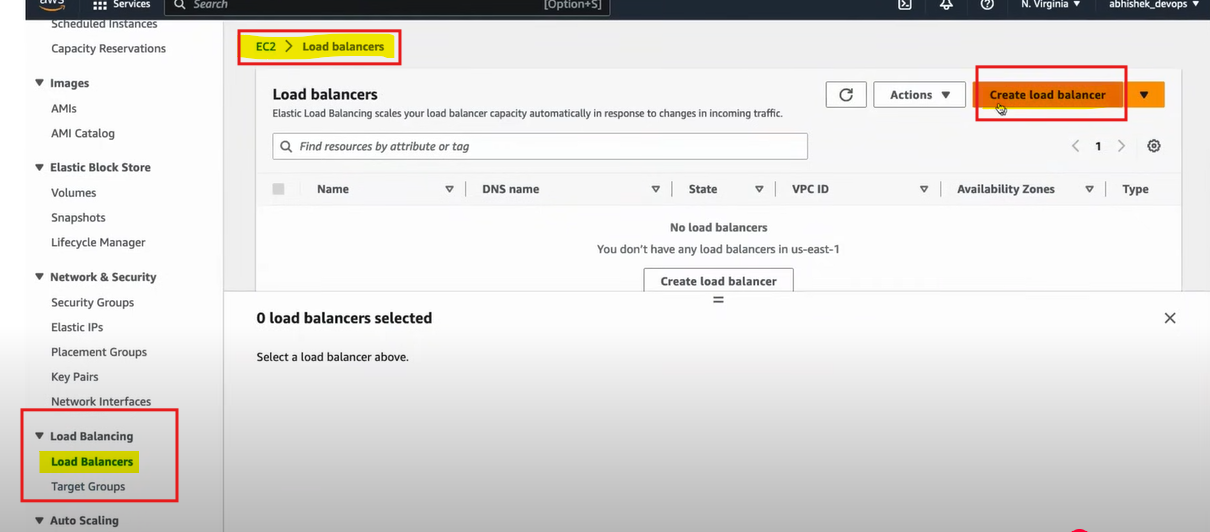 aws
Services
Search
[Option+S]
N. Virginia
abhishek_devops
Scheduled Instances
Capacity Reservations
Images
AMIs
AMI Catalog
Elastic Block Store
Volumes
Snapshots
Lifecycle Manager
Network & Security
Security Groups
Elastic IPs
Placement Groups
Key Pairs
Network Interfaces
Load Balancing
Load Balancers
Target Groups
Auto Scaling
EC2 > Load balancers
Load balancers
Actions
Create load balancer
Elastic Load Balancing scales your load balancer capacity automatically in response to changes in incoming traffic.
Find resources by attribute or tag
1
Name
DNS name
State
VPC ID
Availability Zones
Type
No load balancers
You don't have any load balancers in us-east-1
Create load balancer
0 load balancers selected
Select a load balancer above.